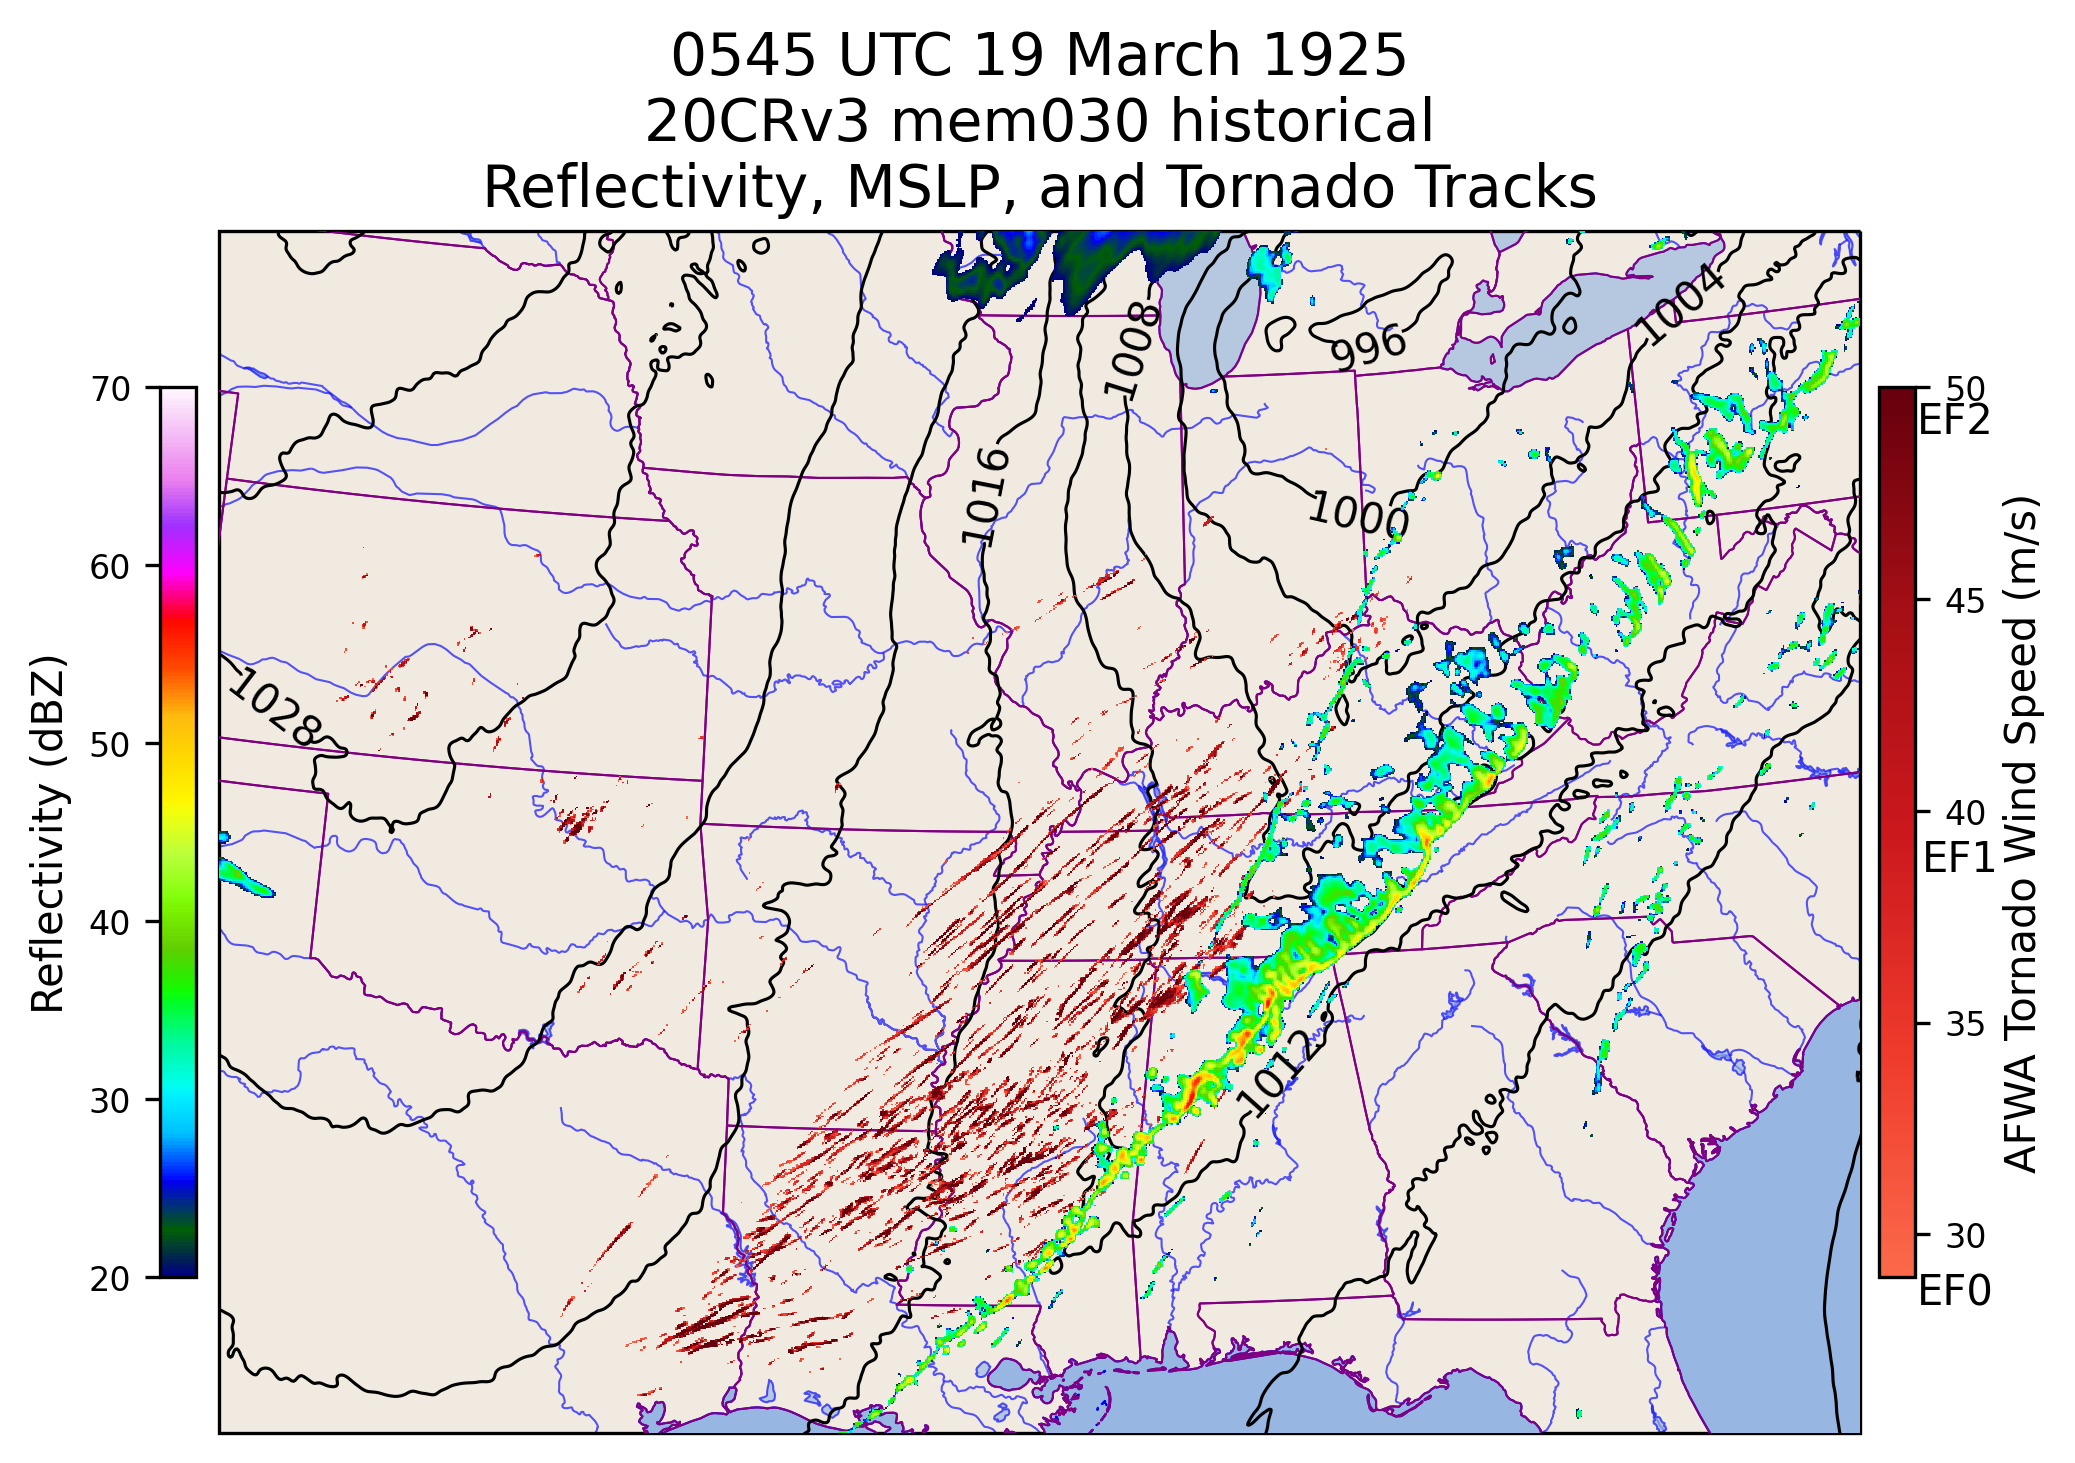 0545 UTC 19 March 1925
20CRv3 mem030 historical
Reflectivity, MSLP, and Tornado Tracks
70
60
50
40
30
20
Reflectivity (dBZ)
1004
1008
996
1016
1000
1028
1012
50
EF2
45
40
EF1
35
30
EF0
AFWA Tornado Wind Speed (m/s)